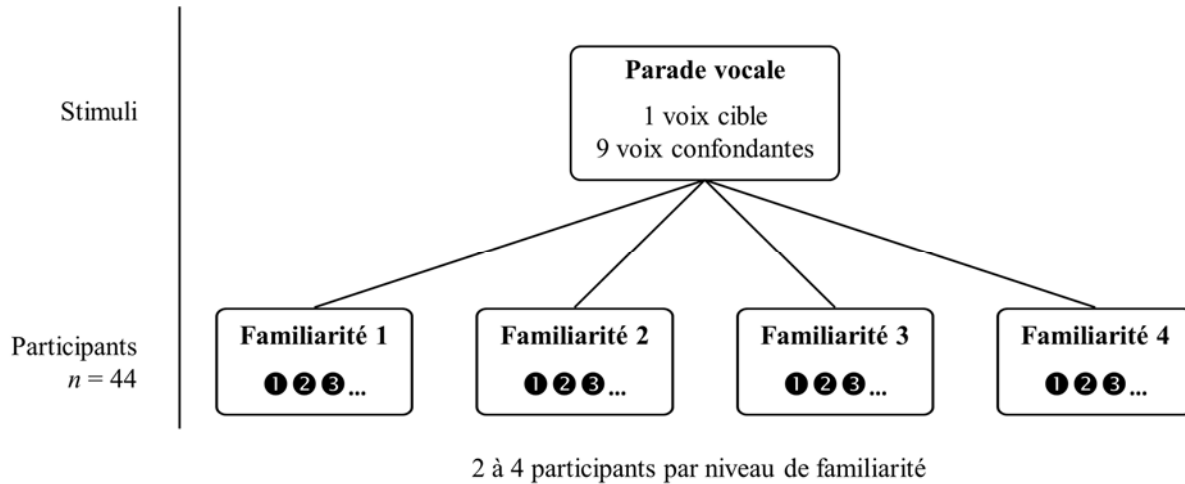 Parade vocale
1 voix cible
9 voix confondantes
Stimuli
Familiarité 1
❶❷❸...
Familiarité 2
❶❷❸...
Familiarité 3
❶❷❸...
Familiarité 4
❶❷❸...
Participants
n = 44
2 à 4 participants par niveau de familiarité